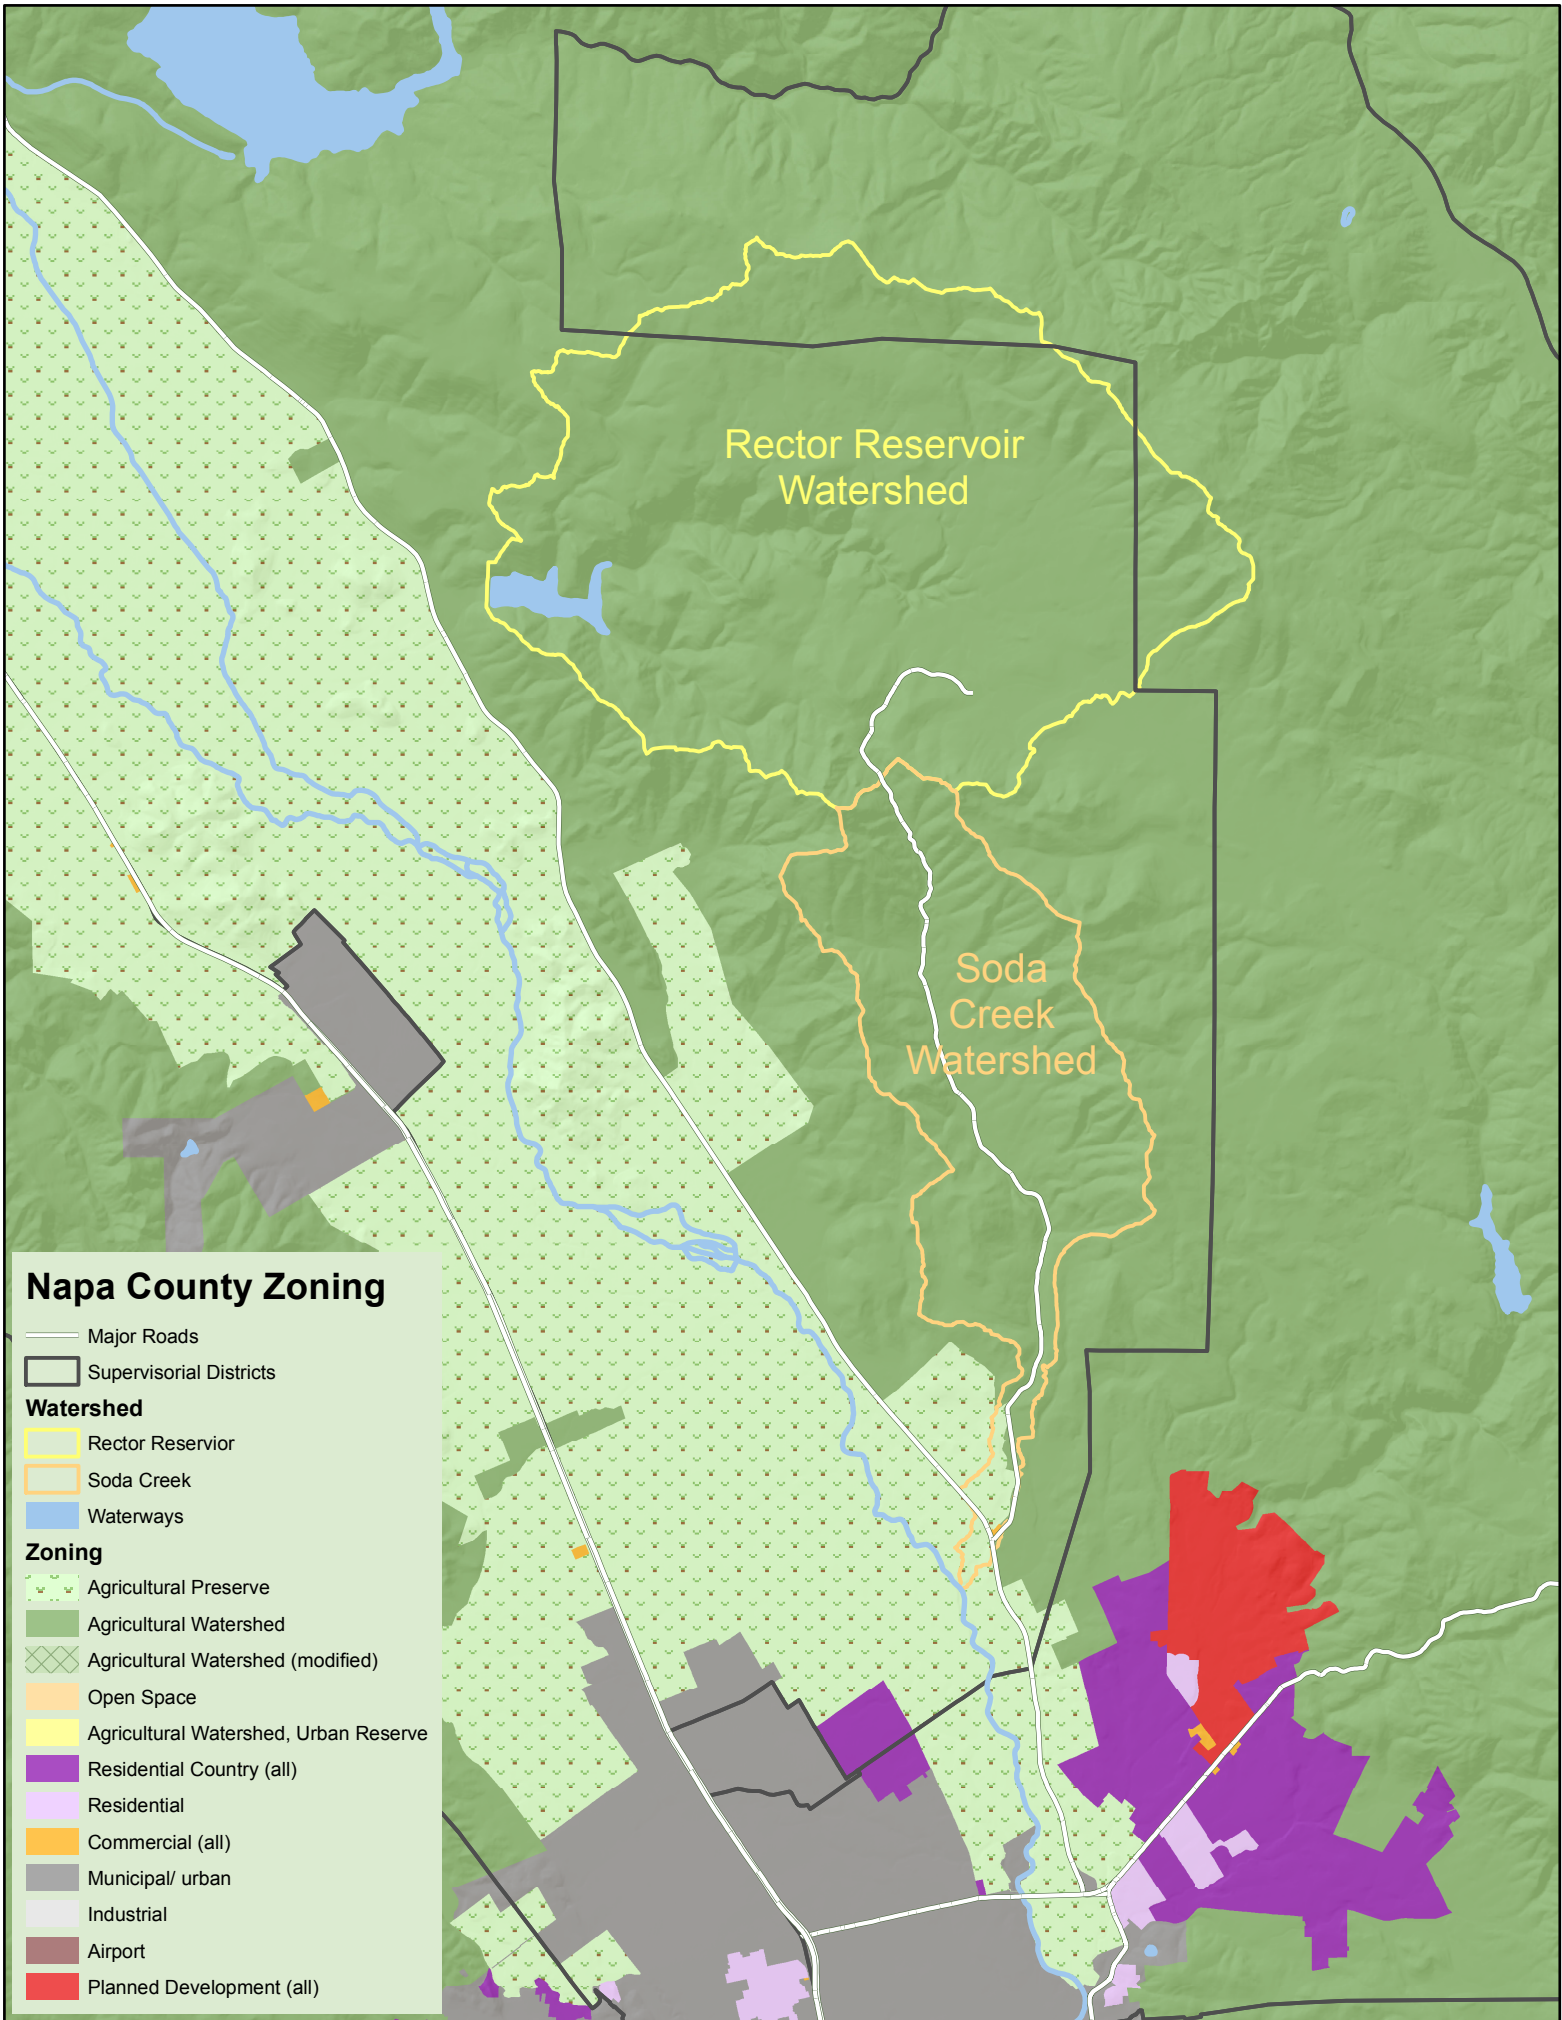 Rector Reservoir
Watershed
Soda
Creek
Watershed
Napa County Zoning
Major Roads
Supervisorial Districts
Watershed
Rector Reservior
Soda Creek
Waterways
Zoning
Agricultural Preserve
Agricultural Watershed
Agricultural Watershed (modified)
Open Space
Agricultural Watershed, Urban Reserve
Residential Country (all)
Residential
Commercial (all)
Municipal/ urban
Industrial
Airport
Planned Development (all)